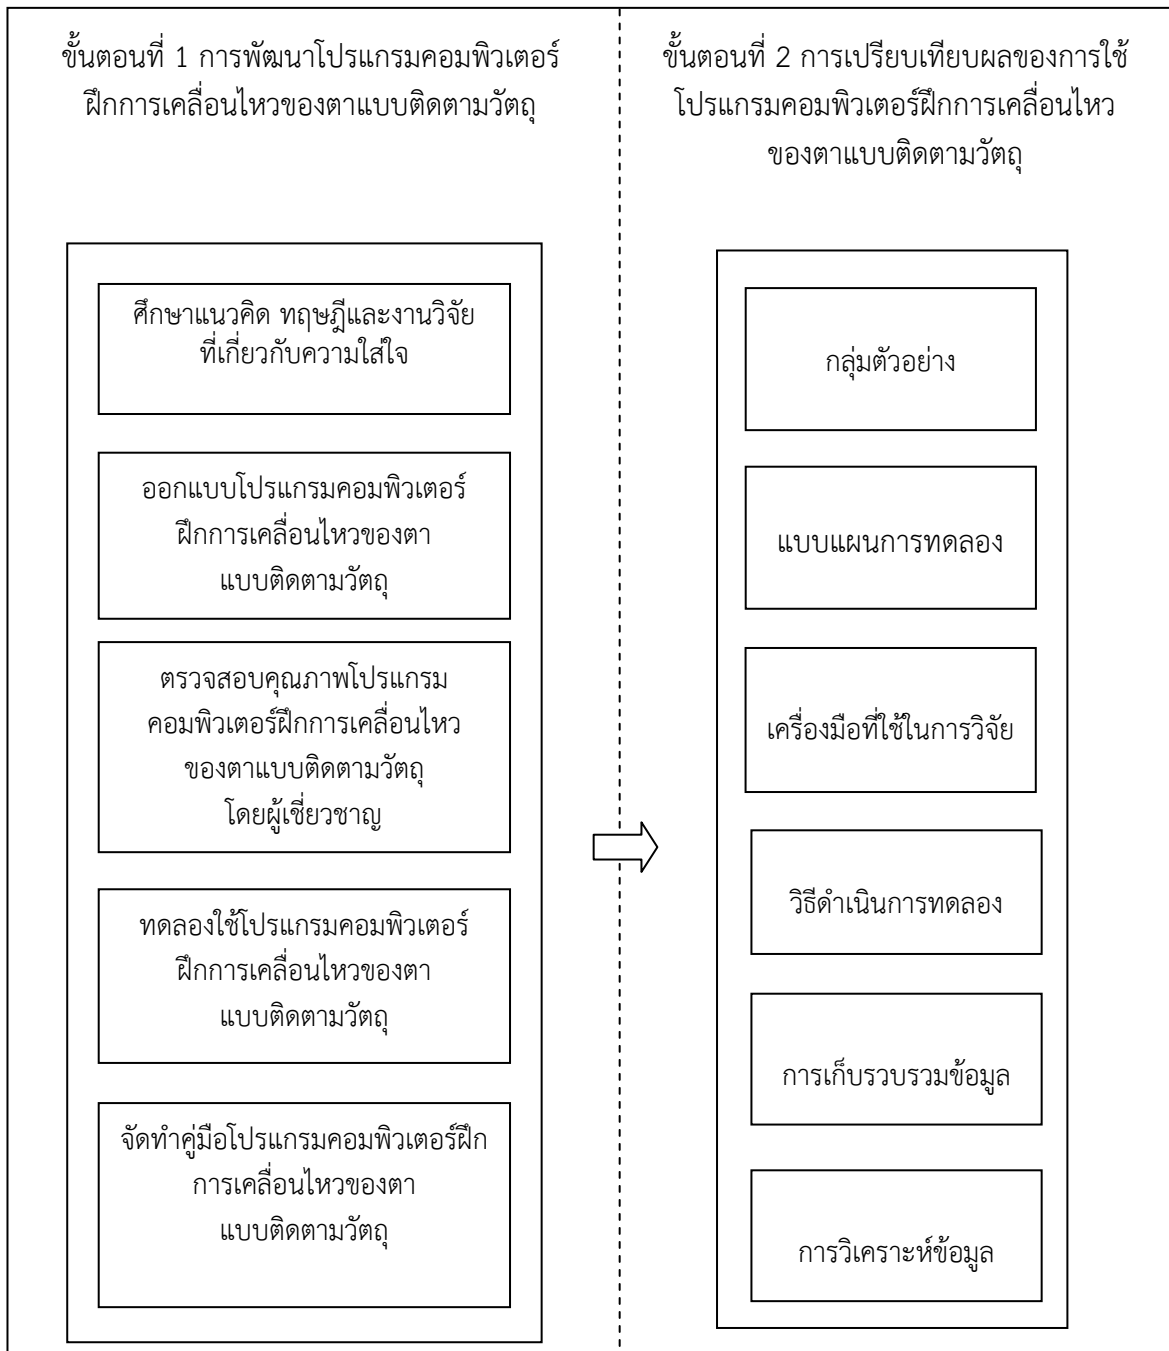 ขั้นตอนที่ 1 การพัฒนาโปรแกรมคอมพิวเตอร์
ฝึกการเคลื่อนไหวของตาแบบติดตามวัตถุ
ศึกษาแนวคิด ทฤษฎีและงานวิจัย
ที่เกี่ยวกับความใส่ใจ
ออกแบบโปรแกรมคอมพิวเตอร์
ฝึกการเคลื่อนไหวของตา
แบบติดตามวัตถุ
ตรวจสอบคุณภาพโปรแกรม
คอมพิวเตอร์ฝึกการเคลื่อนไหว
ของตาแบบติดตามวัตถุ
โดยผู้เชี่ยวชาญ
ทดลองใช้โปรแกรมคอมพิวเตอร์
ฝึกการเคลื่อนไหวของตา
แบบติดตามวัตถุ
จัดทำคู่มือโปรแกรมคอมพิวเตอร์ฝึก
การเคลื่อนไหวของตา
แบบติดตามวัตถุ
ขั้นตอนที่ 2 การเปรียบเทียบผลของการใช้
โปรแกรมคอมพิวเตอร์ฝึกการเคลื่อนไหว
ของตาแบบติดตามวัตถุ
กลุ่มตัวอย่าง
แบบแผนการทดลอง
เครื่องมือที่ใช้ในการวิจัย
วิธีดำเนินการทดลอง
การเก็บรวบรวมข้อมูล
การวิเคราะห์ข้อมูล